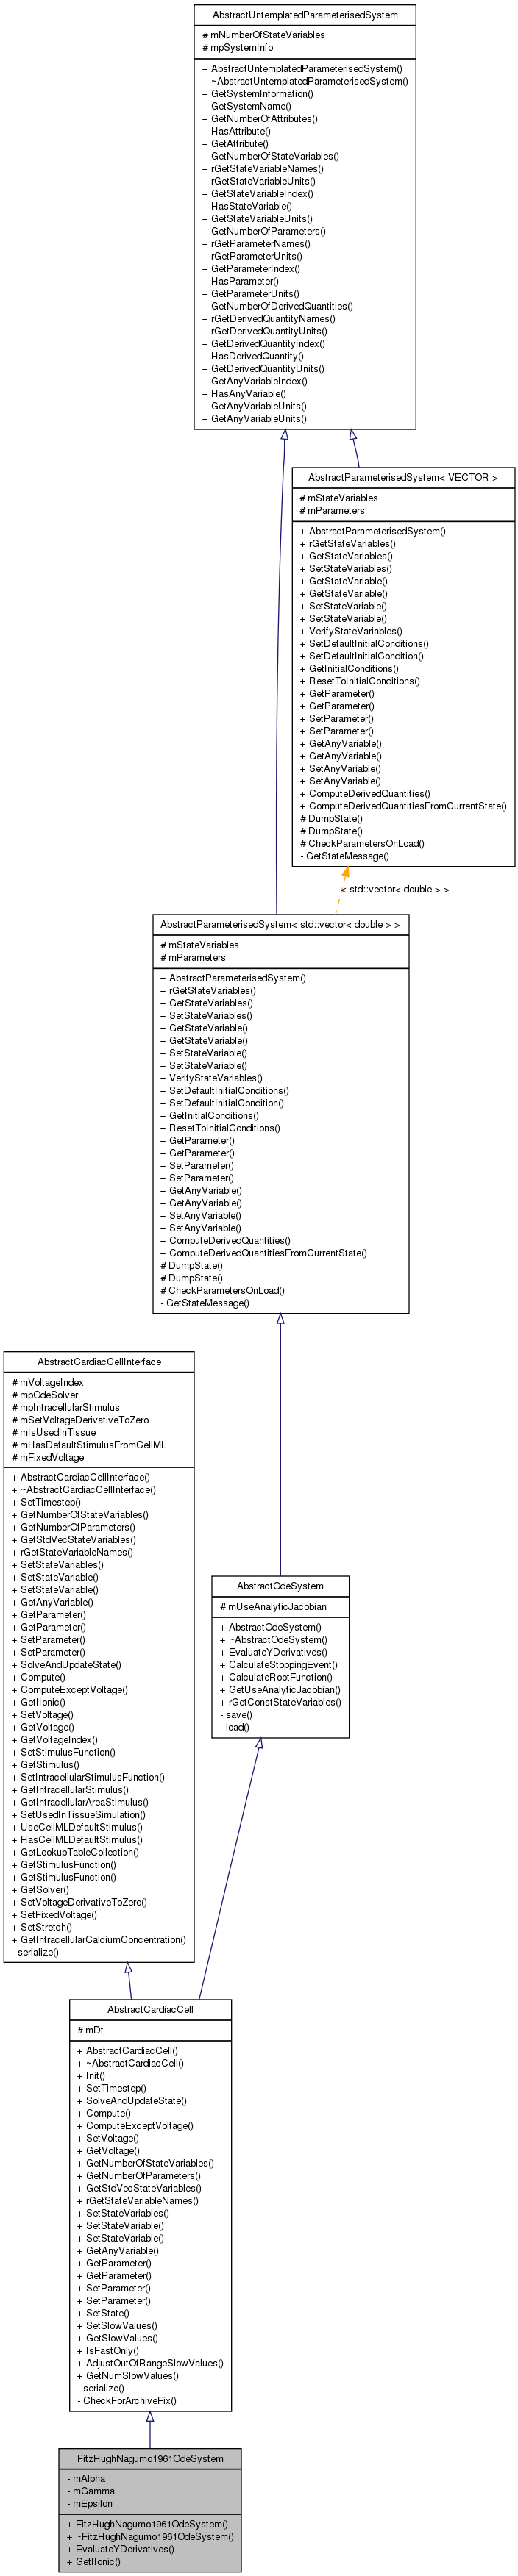 AbstractUntemplatedParameterisedSystem
# mNumberOfStateVariables
# mpSystemInfo
+ AbstractUntemplatedParameterisedSystem()
+ ~AbstractUntemplatedParameterisedSystem()
+ GetSystemInformation()
+ GetSystemName()
+ GetNumberOfAttributes()
+ HasAttribute()
+ GetAttribute()
+ GetNumberOfStateVariables()
+ rGetStateVariableNames()
+ rGetStateVariableUnits()
+ GetStateVariableIndex()
+ HasStateVariable()
+ GetStateVariableUnits()
+ GetNumberOfParameters()
+ rGetParameterNames()
+ rGetParameterUnits()
+ GetParameterIndex()
+ HasParameter()
+ GetParameterUnits()
+ GetNumberOfDerivedQuantities()
+ rGetDerivedQuantityNames()
+ rGetDerivedQuantityUnits()
+ GetDerivedQuantityIndex()
+ HasDerivedQuantity()
+ GetDerivedQuantityUnits()
+ GetAnyVariableIndex()
+ HasAnyVariable()
+ GetAnyVariableUnits()
+ GetAnyVariableUnits()
AbstractParameterisedSystem< VECTOR >
# mStateVariables
# mParameters
+ AbstractParameterisedSystem()
+ rGetStateVariables()
+ GetStateVariables()
+ SetStateVariables()
+ GetStateVariable()
+ GetStateVariable()
+ SetStateVariable()
+ SetStateVariable()
+ VerifyStateVariables()
+ SetDefaultInitialConditions()
+ SetDefaultInitialCondition()
+ GetInitialConditions()
+ ResetToInitialConditions()
+ GetParameter()
+ GetParameter()
+ SetParameter()
+ SetParameter()
+ GetAnyVariable()
+ GetAnyVariable()
+ SetAnyVariable()
+ SetAnyVariable()
+ ComputeDerivedQuantities()
+ ComputeDerivedQuantitiesFromCurrentState()
# DumpState()
# DumpState()
# CheckParametersOnLoad()
- GetStateMessage()
< std::vector< double > >
AbstractParameterisedSystem< std::vector< double > >
# mStateVariables
# mParameters
+ AbstractParameterisedSystem()
+ rGetStateVariables()
+ GetStateVariables()
+ SetStateVariables()
+ GetStateVariable()
+ GetStateVariable()
+ SetStateVariable()
+ SetStateVariable()
+ VerifyStateVariables()
+ SetDefaultInitialConditions()
+ SetDefaultInitialCondition()
+ GetInitialConditions()
+ ResetToInitialConditions()
+ GetParameter()
+ GetParameter()
+ SetParameter()
+ SetParameter()
+ GetAnyVariable()
+ GetAnyVariable()
+ SetAnyVariable()
+ SetAnyVariable()
+ ComputeDerivedQuantities()
+ ComputeDerivedQuantitiesFromCurrentState()
# DumpState()
# DumpState()
# CheckParametersOnLoad()
- GetStateMessage()
AbstractCardiacCellInterface
# mVoltageIndex
# mpOdeSolver
# mpIntracellularStimulus
# mSetVoltageDerivativeToZero
# mIsUsedInTissue
# mHasDefaultStimulusFromCellML
# mFixedVoltage
+ AbstractCardiacCellInterface()
+ ~AbstractCardiacCellInterface()
+ SetTimestep()
+ GetNumberOfStateVariables()
+ GetNumberOfParameters()
+ GetStdVecStateVariables()
+ rGetStateVariableNames()
+ SetStateVariables()
+ SetStateVariable()
+ SetStateVariable()
+ GetAnyVariable()
+ GetParameter()
+ GetParameter()
+ SetParameter()
+ SetParameter()
+ SolveAndUpdateState()
+ Compute()
+ ComputeExceptVoltage()
+ GetIIonic()
+ SetVoltage()
+ GetVoltage()
+ GetVoltageIndex()
+ SetStimulusFunction()
+ GetStimulus()
+ SetIntracellularStimulusFunction()
+ GetIntracellularStimulus()
+ GetIntracellularAreaStimulus()
+ SetUsedInTissueSimulation()
+ UseCellMLDefaultStimulus()
+ HasCellMLDefaultStimulus()
+ GetLookupTableCollection()
+ GetStimulusFunction()
+ GetStimulusFunction()
+ GetSolver()
+ SetVoltageDerivativeToZero()
+ SetFixedVoltage()
+ SetStretch()
+ GetIntracellularCalciumConcentration()
- serialize()
AbstractOdeSystem
# mUseAnalyticJacobian
+ AbstractOdeSystem()
+ ~AbstractOdeSystem()
+ EvaluateYDerivatives()
+ CalculateStoppingEvent()
+ CalculateRootFunction()
+ GetUseAnalyticJacobian()
+ rGetConstStateVariables()
- save()
- load()
AbstractCardiacCell
# mDt
+ AbstractCardiacCell()
+ ~AbstractCardiacCell()
+ Init()
+ SetTimestep()
+ SolveAndUpdateState()
+ Compute()
+ ComputeExceptVoltage()
+ SetVoltage()
+ GetVoltage()
+ GetNumberOfStateVariables()
+ GetNumberOfParameters()
+ GetStdVecStateVariables()
+ rGetStateVariableNames()
+ SetStateVariables()
+ SetStateVariable()
+ SetStateVariable()
+ GetAnyVariable()
+ GetParameter()
+ GetParameter()
+ SetParameter()
+ SetParameter()
+ SetState()
+ SetSlowValues()
+ GetSlowValues()
+ IsFastOnly()
+ AdjustOutOfRangeSlowValues()
+ GetNumSlowValues()
- serialize()
- CheckForArchiveFix()
FitzHughNagumo1961OdeSystem
- mAlpha
- mGamma
- mEpsilon
+ FitzHughNagumo1961OdeSystem()
+ ~FitzHughNagumo1961OdeSystem()
+ EvaluateYDerivatives()
+ GetIIonic()